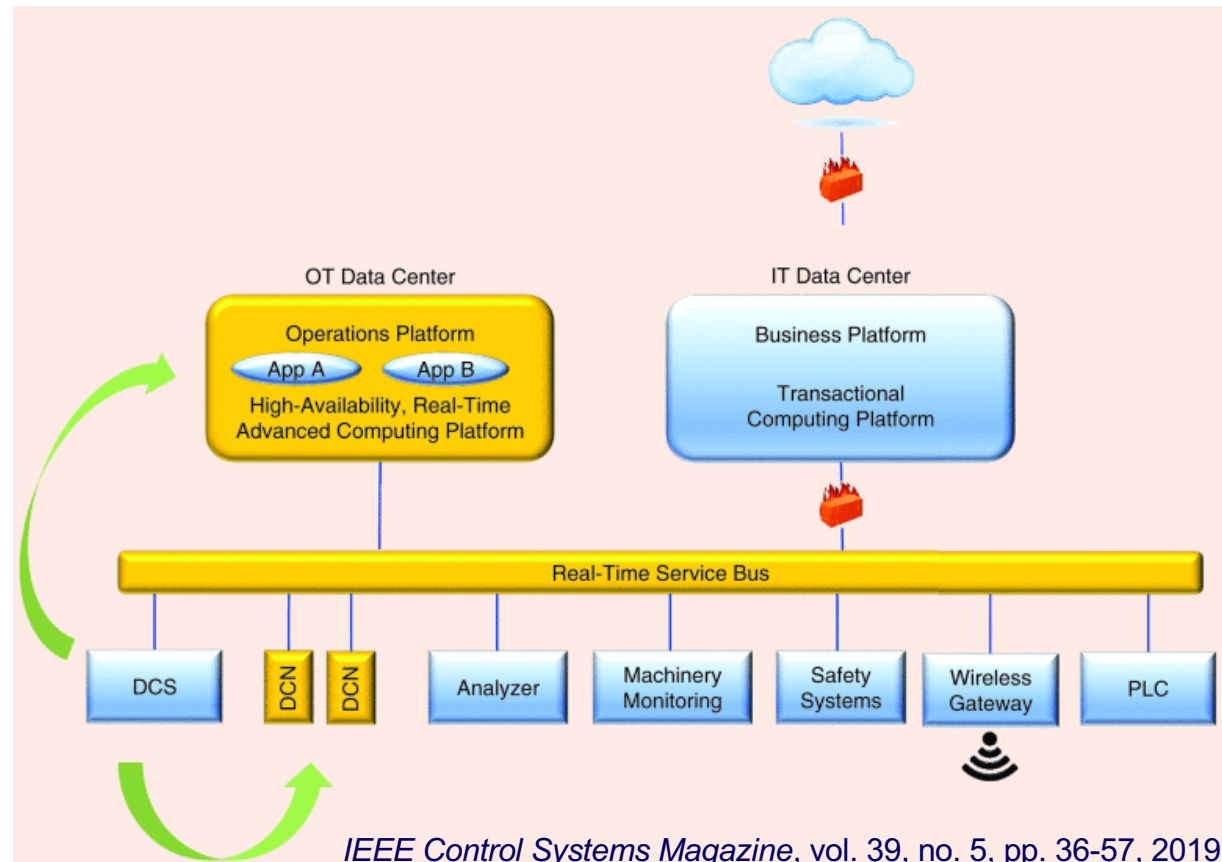 OT Data Center
IT Data Center
Operations Platform
App A
App B
High-Availability, Real-Time
Advanced Computing Platform
Business Platform
Transactional
Computing Platform
Real-Time Service Bus
DCS
DCN
DCN
Analyzer
Machinery
Monitoring
Safety
Systems
Wireless
Gateway
PLC
IEEE Control Systems Magazine, vol. 39, no. 5, pp. 36-57, 2019